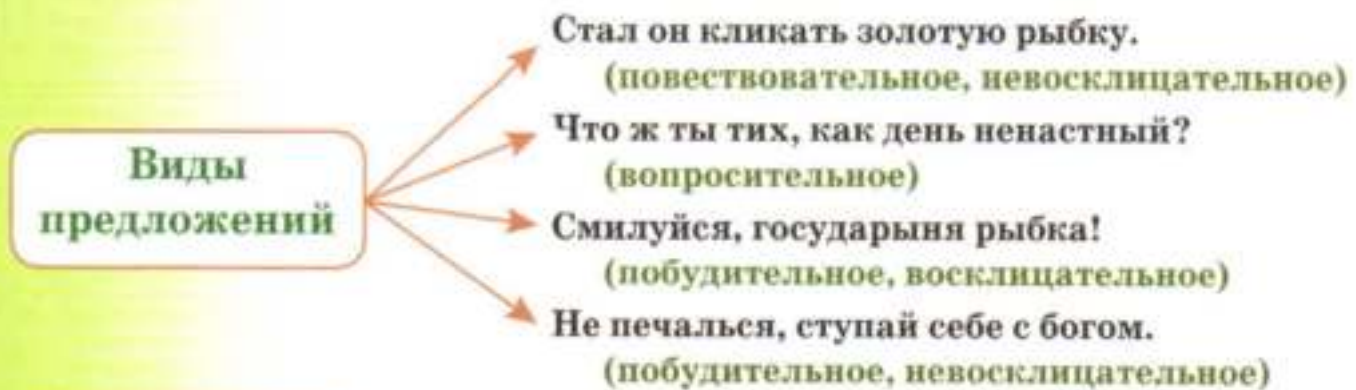 Виды
предложений
Стал он кликать золотую рыбку.
(повествовательное, невосклицательное)
Что ж ты тих, как день ненастный?
(вопросительное)
Смилуйся, государыня рыбка!
(побудительное, восклицательное)
Не печалься, ступай себе с богом.
(побудительное, невосклицательное)